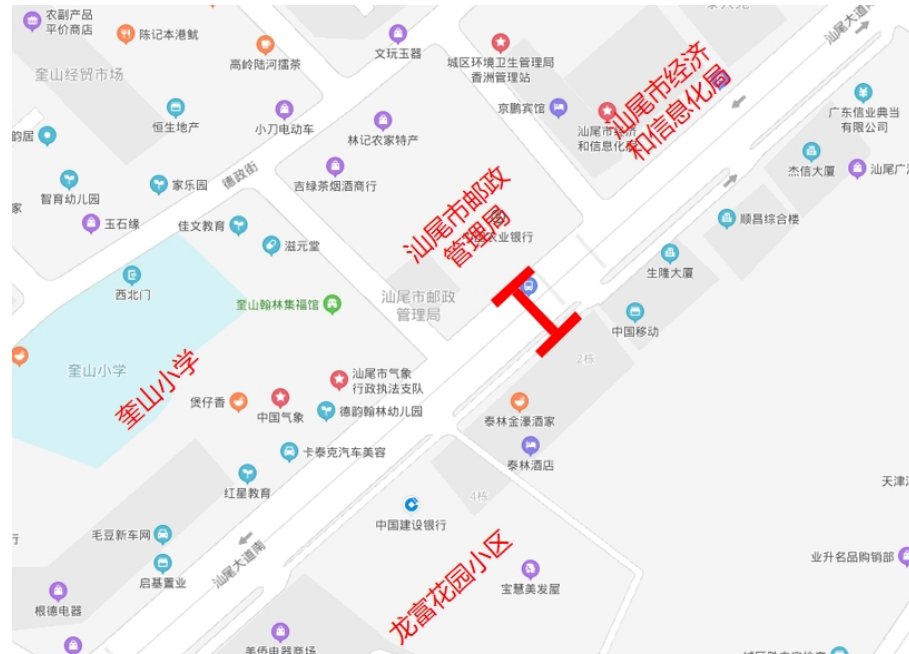 农副产品
平价商店
陈记本港鱿
高岭陆河擂茶
文玩玉器
城区环境卫生管理局
香洲管理站
汕尾大道南
奎山经贸市场
恒生地产
小刀电动车
林记农家特产
京鹏宾馆
汕尾市经济
和信息化局
汕尾市经济
和信息化局
广东信业典当
有限公司
韵居
智育幼儿园
家乐园
德政街
吉绿茶烟酒商行
杰信大厦
汕尾广
家
玉石缘
佳文教育
滋元堂
汕尾市邮政
管理局
中国农业银行
顺昌综合楼
生隆大厦
西北门
奎山翰林集福馆
汕尾市邮政
管理局
中国移动
2栋
奎山小学
奎山小学
汕尾市气象
行政执法支队
煲仔香
中国气象
德韵翰林幼儿园
泰林金濠酒家
卡泰克汽车美容
泰林酒店
红星教育
4栋
天津
中国建设银行
毛豆新车网
行
汕尾大道南
启基置业
龙富花园小区
宝慧美发屋
业升名品购销部
根德电器
美侨电器商场